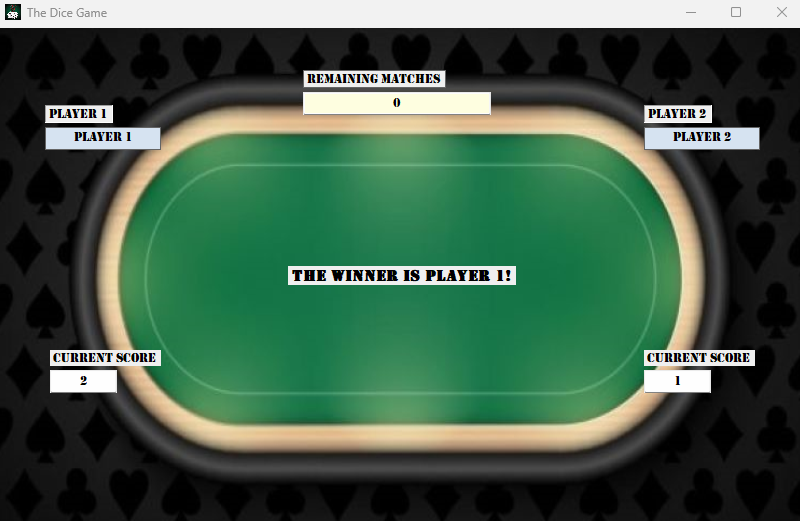 The Dice Game
REMAINING MATCHES
0
PLAYER 1
PLAYER 1
PLAYER 2
PLAYER 2
THE WINNER IS PLAYER 1!
CURRENT SCORE
2
CURRENT SCORE
1